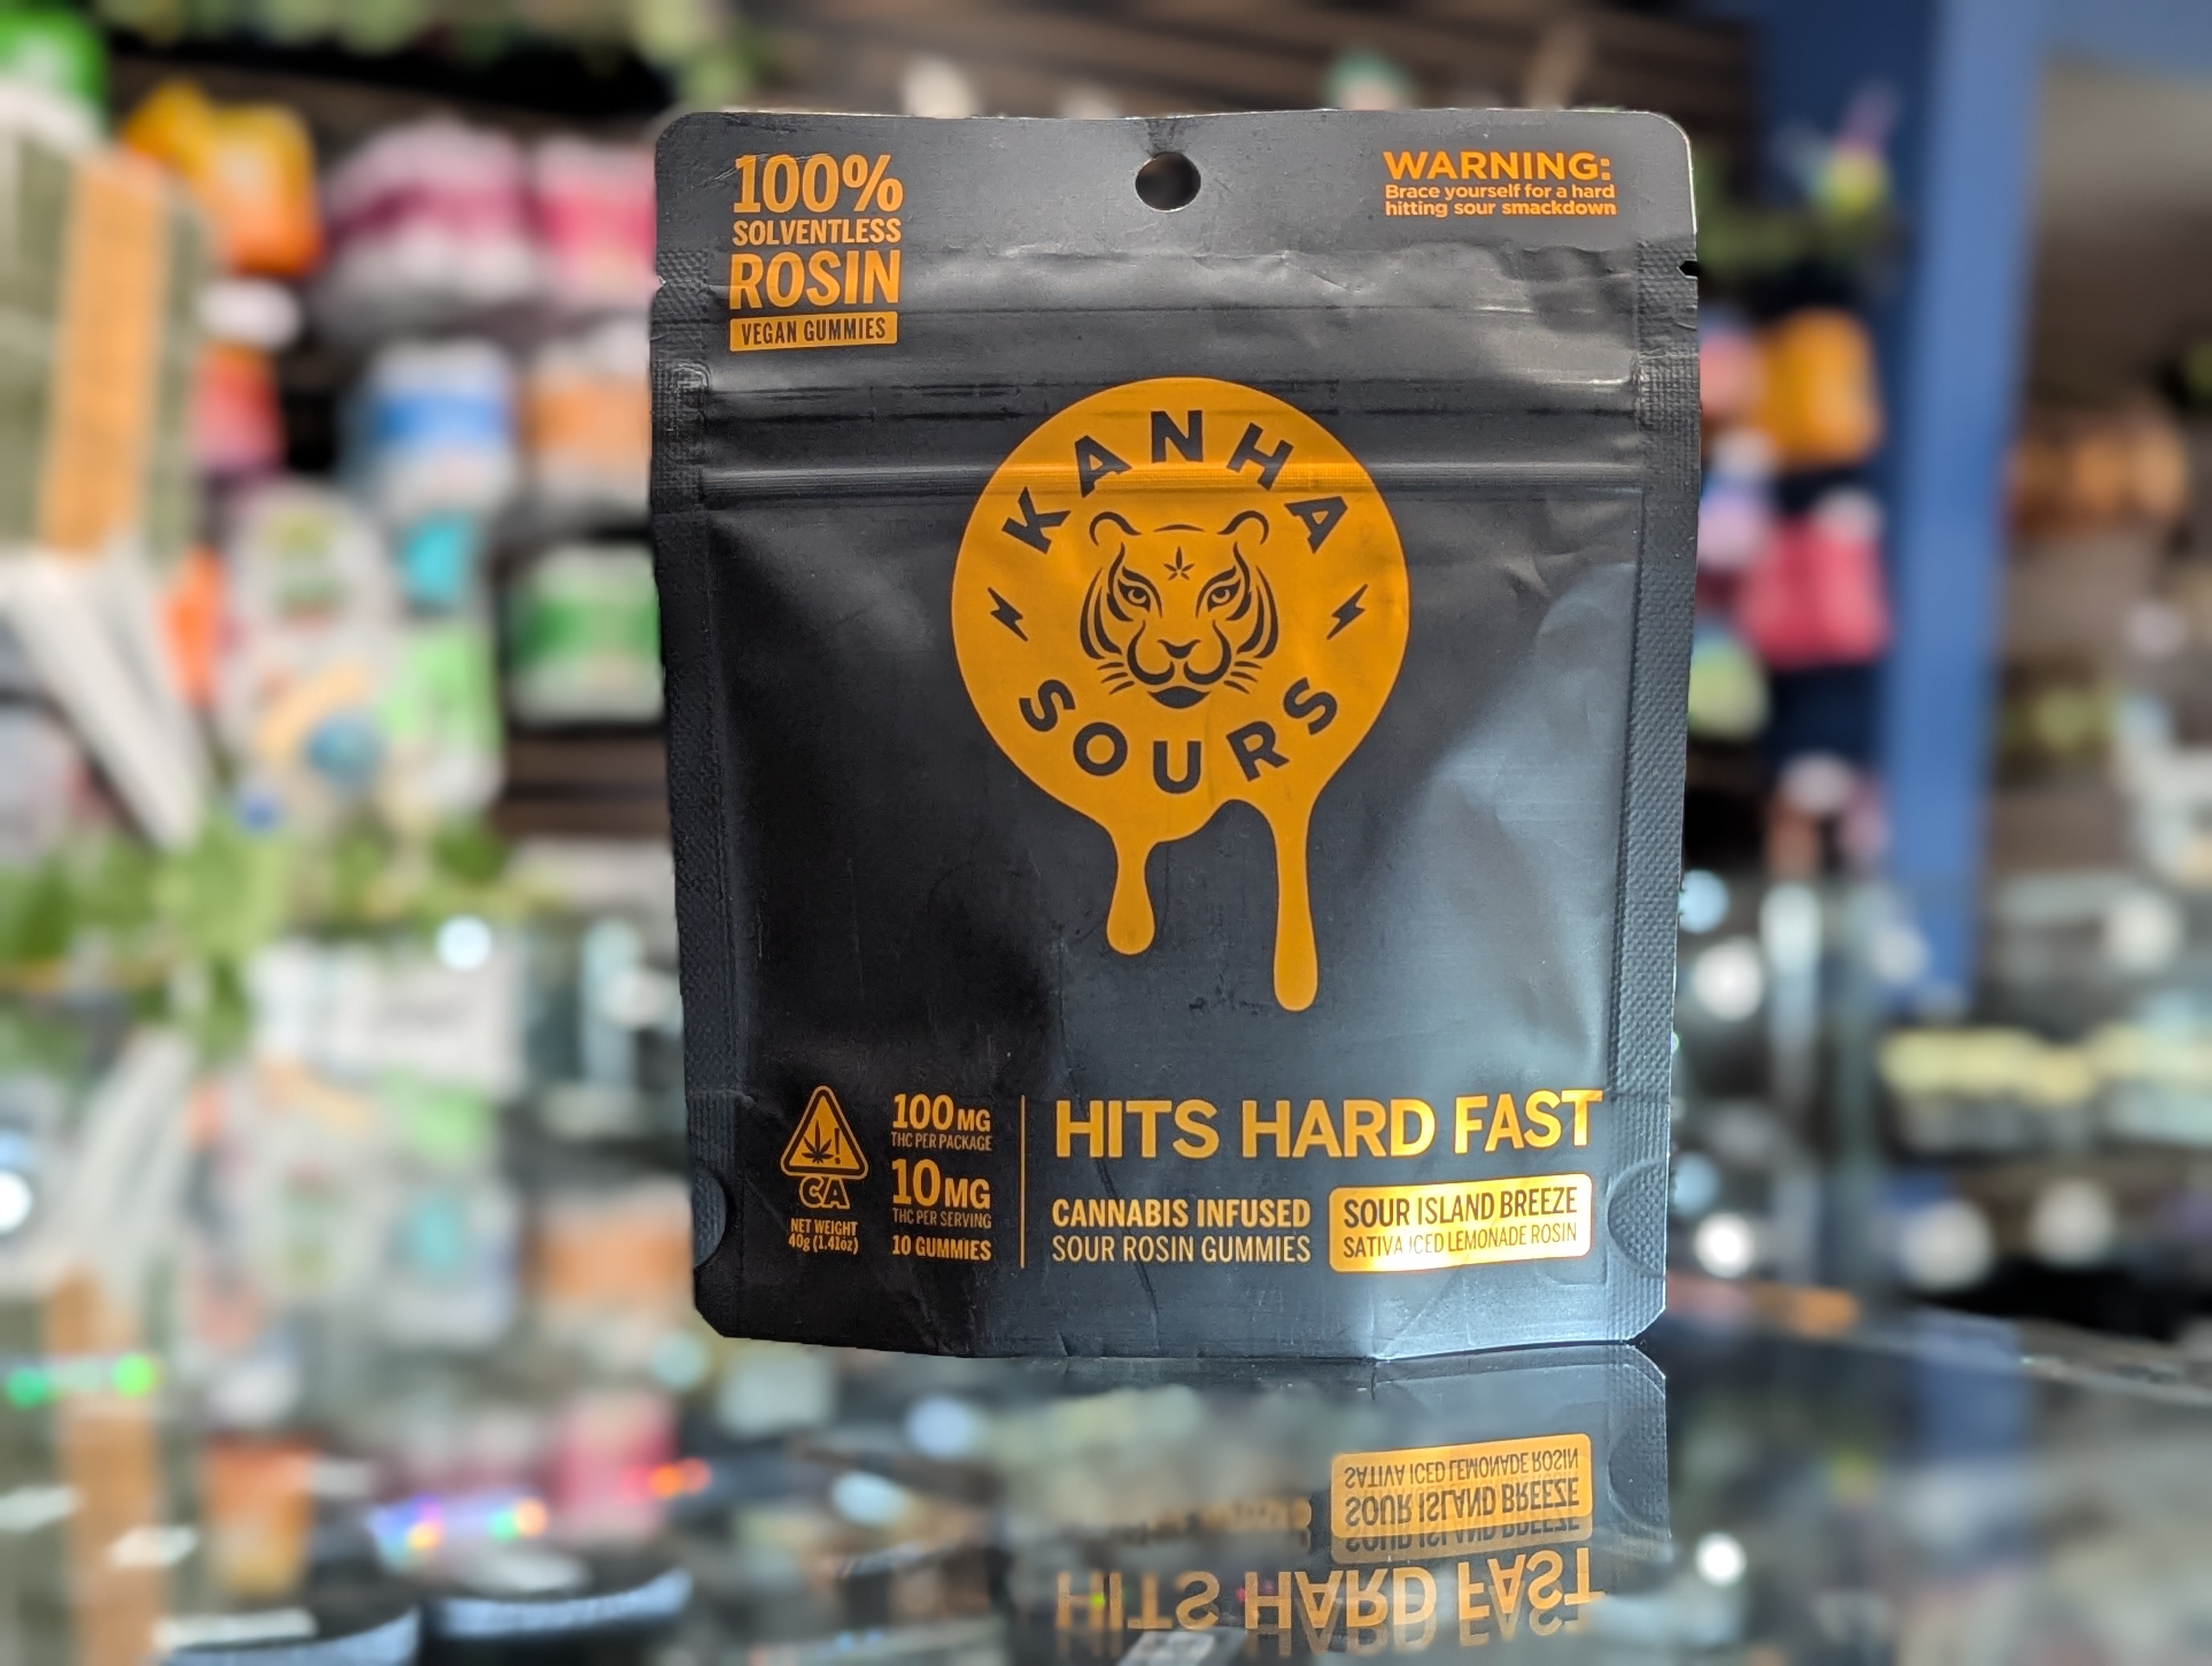 100%
SOLVENTLESS
ROSIN
VEGAN GUMMIES
WARNING:
Brace yourself for a hard
hitting sour smackdown
KANHA
SOURS
CA
NET WEIGHT
40g (1.41oz)
100MG
THC PER PACKAGE
10MG
THC PER SERVING
10 GUMMIES
HITS HARD FAST
CANNABIS INFUSED
SOUR ROSIN GUMMIES
SOUR ISLAND BREEZE
SATIVA ICED LEMONADE ROSIN